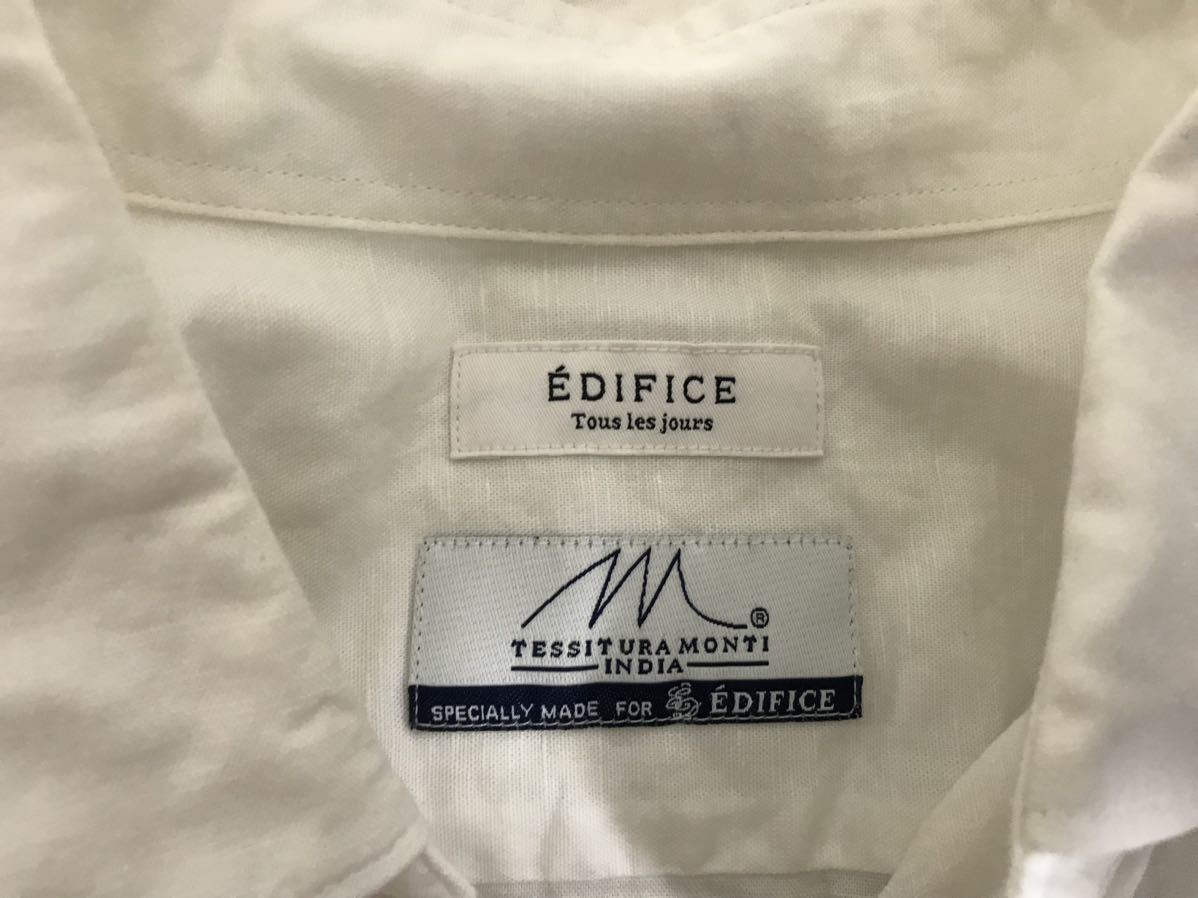 ÉDIFICE
Tous les jours
®
TESSITURA MONTI
INDIA
SPECIALLY MADE FOR ÉDIFICE